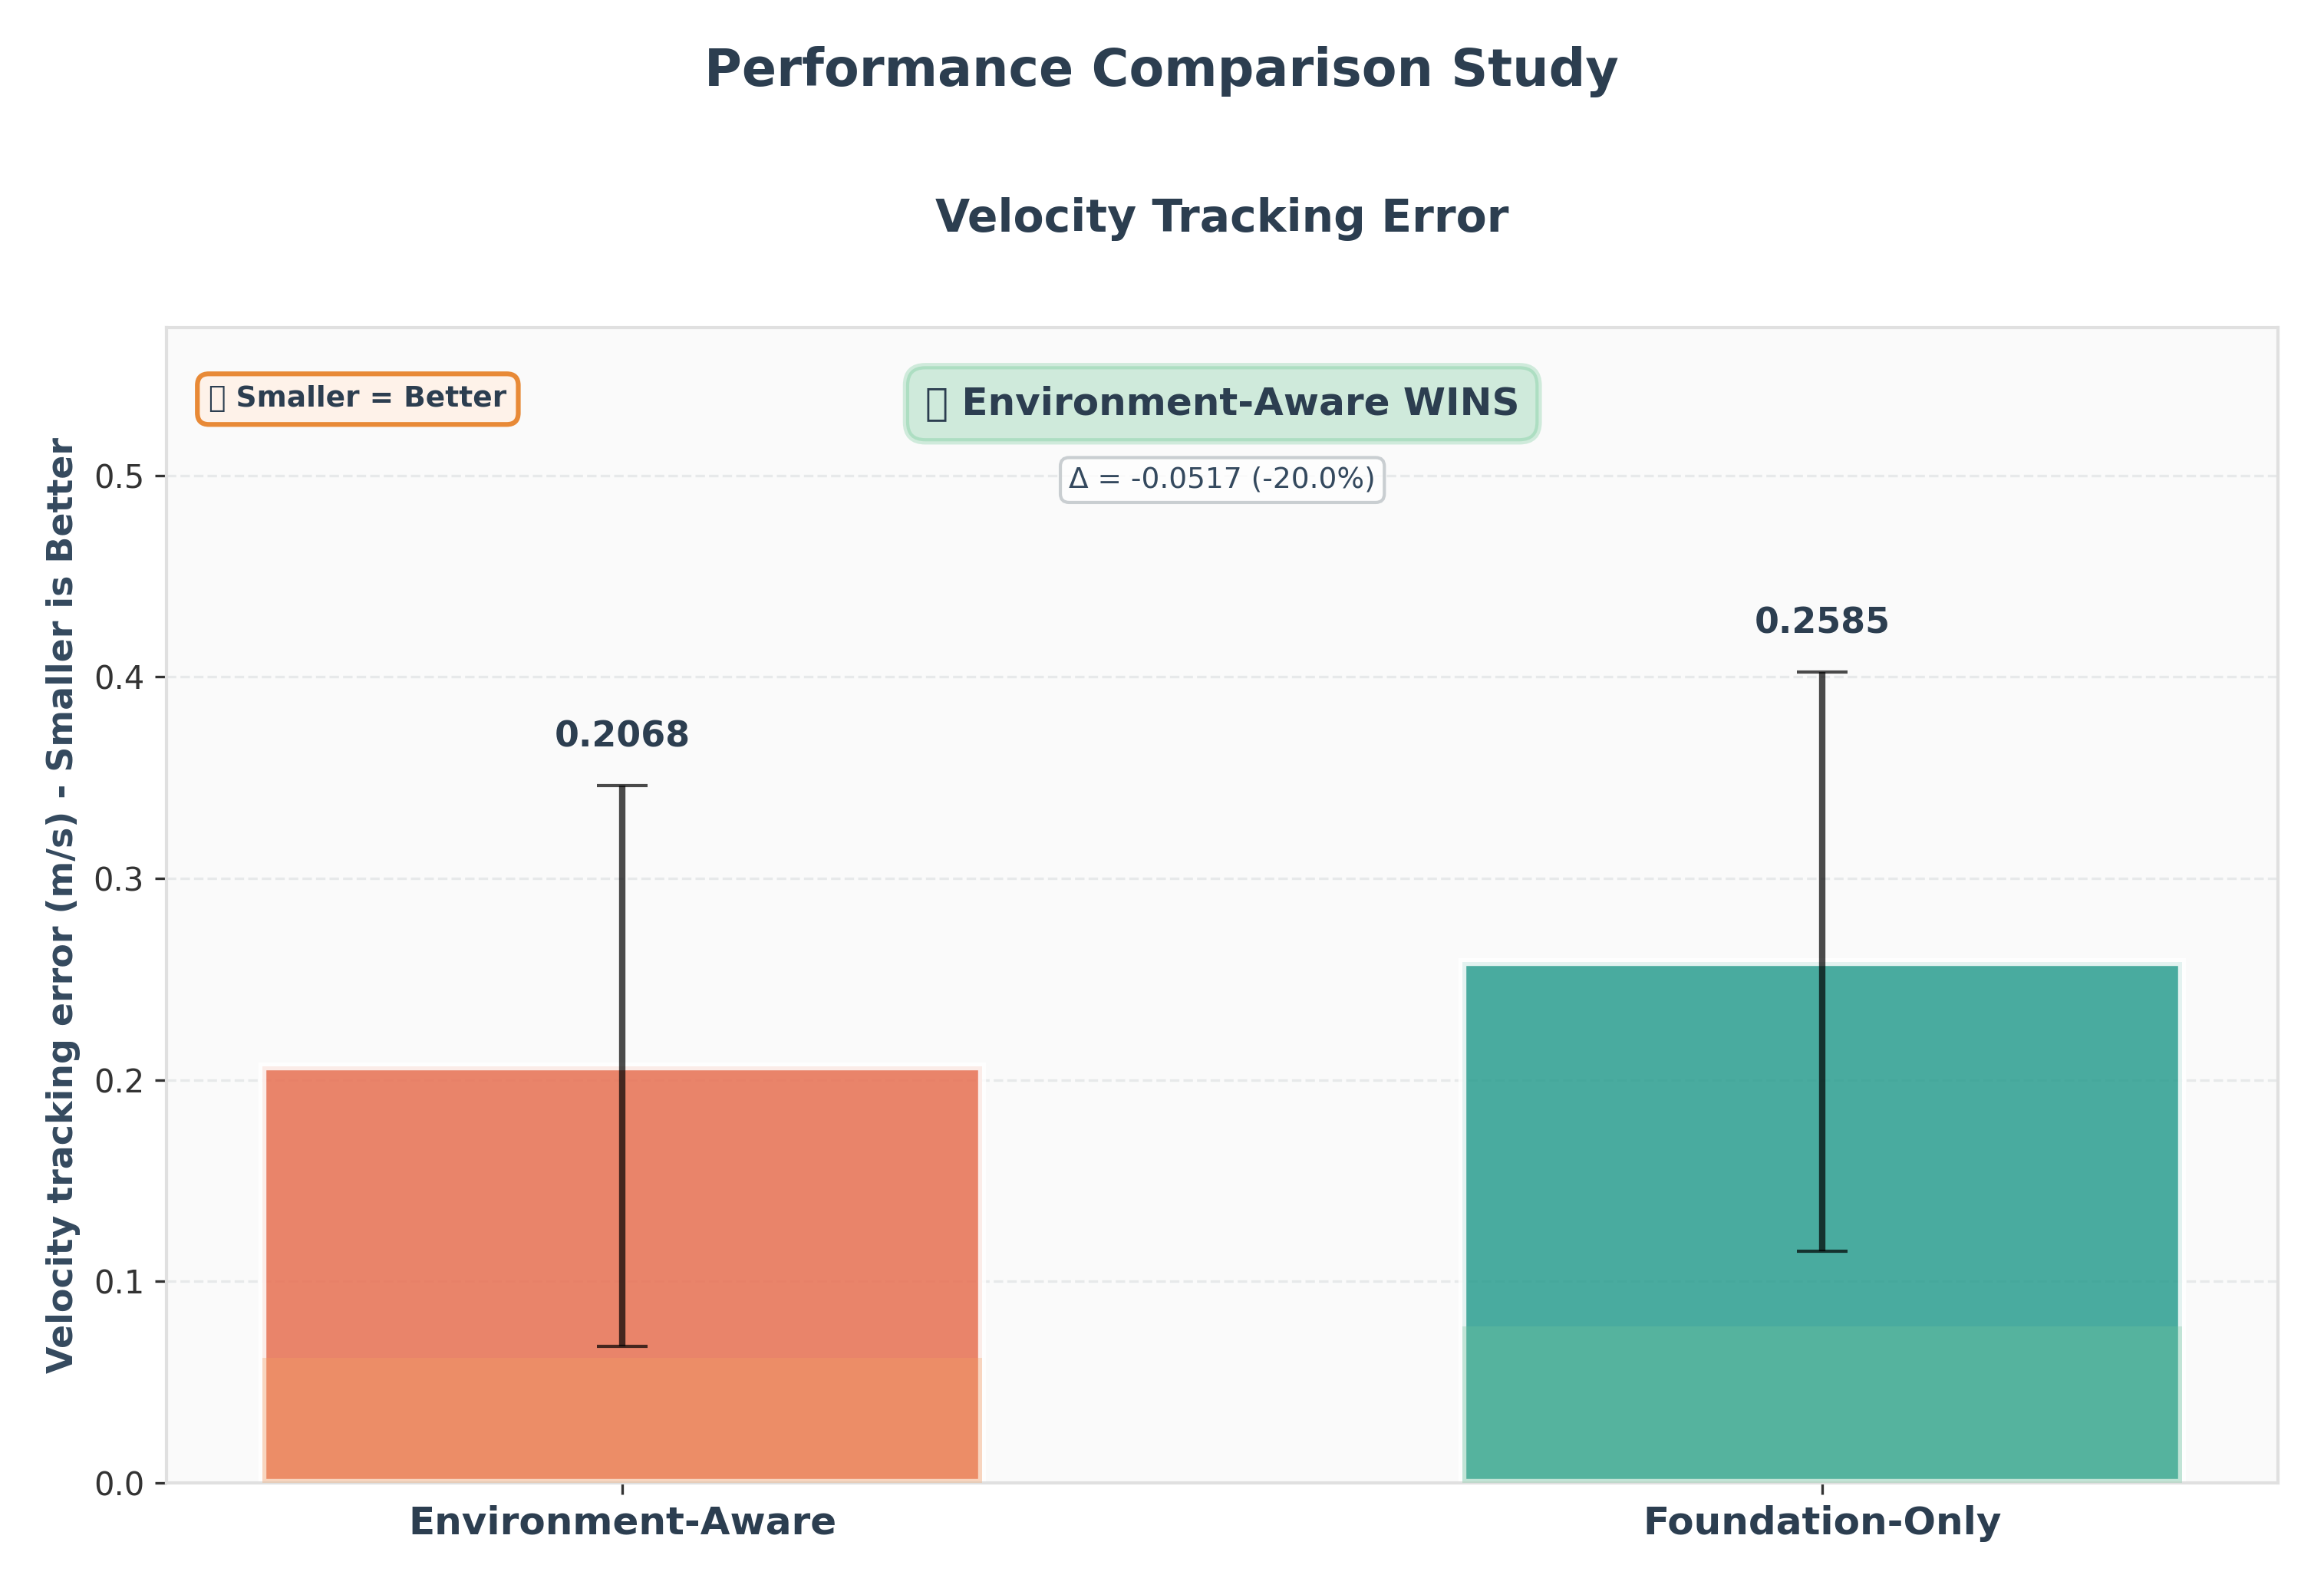 Performance Comparison Study
Velocity Tracking Error
Smaller = Better
Environment-Aware WINS
Δ = -0.0517 (-20.0%)
Velocity tracking error (m/s) - Smaller is Better
0.5
0.4
0.3
0.2
0.1
0.0
0.2068
0.2585
Environment-Aware
Foundation-Only